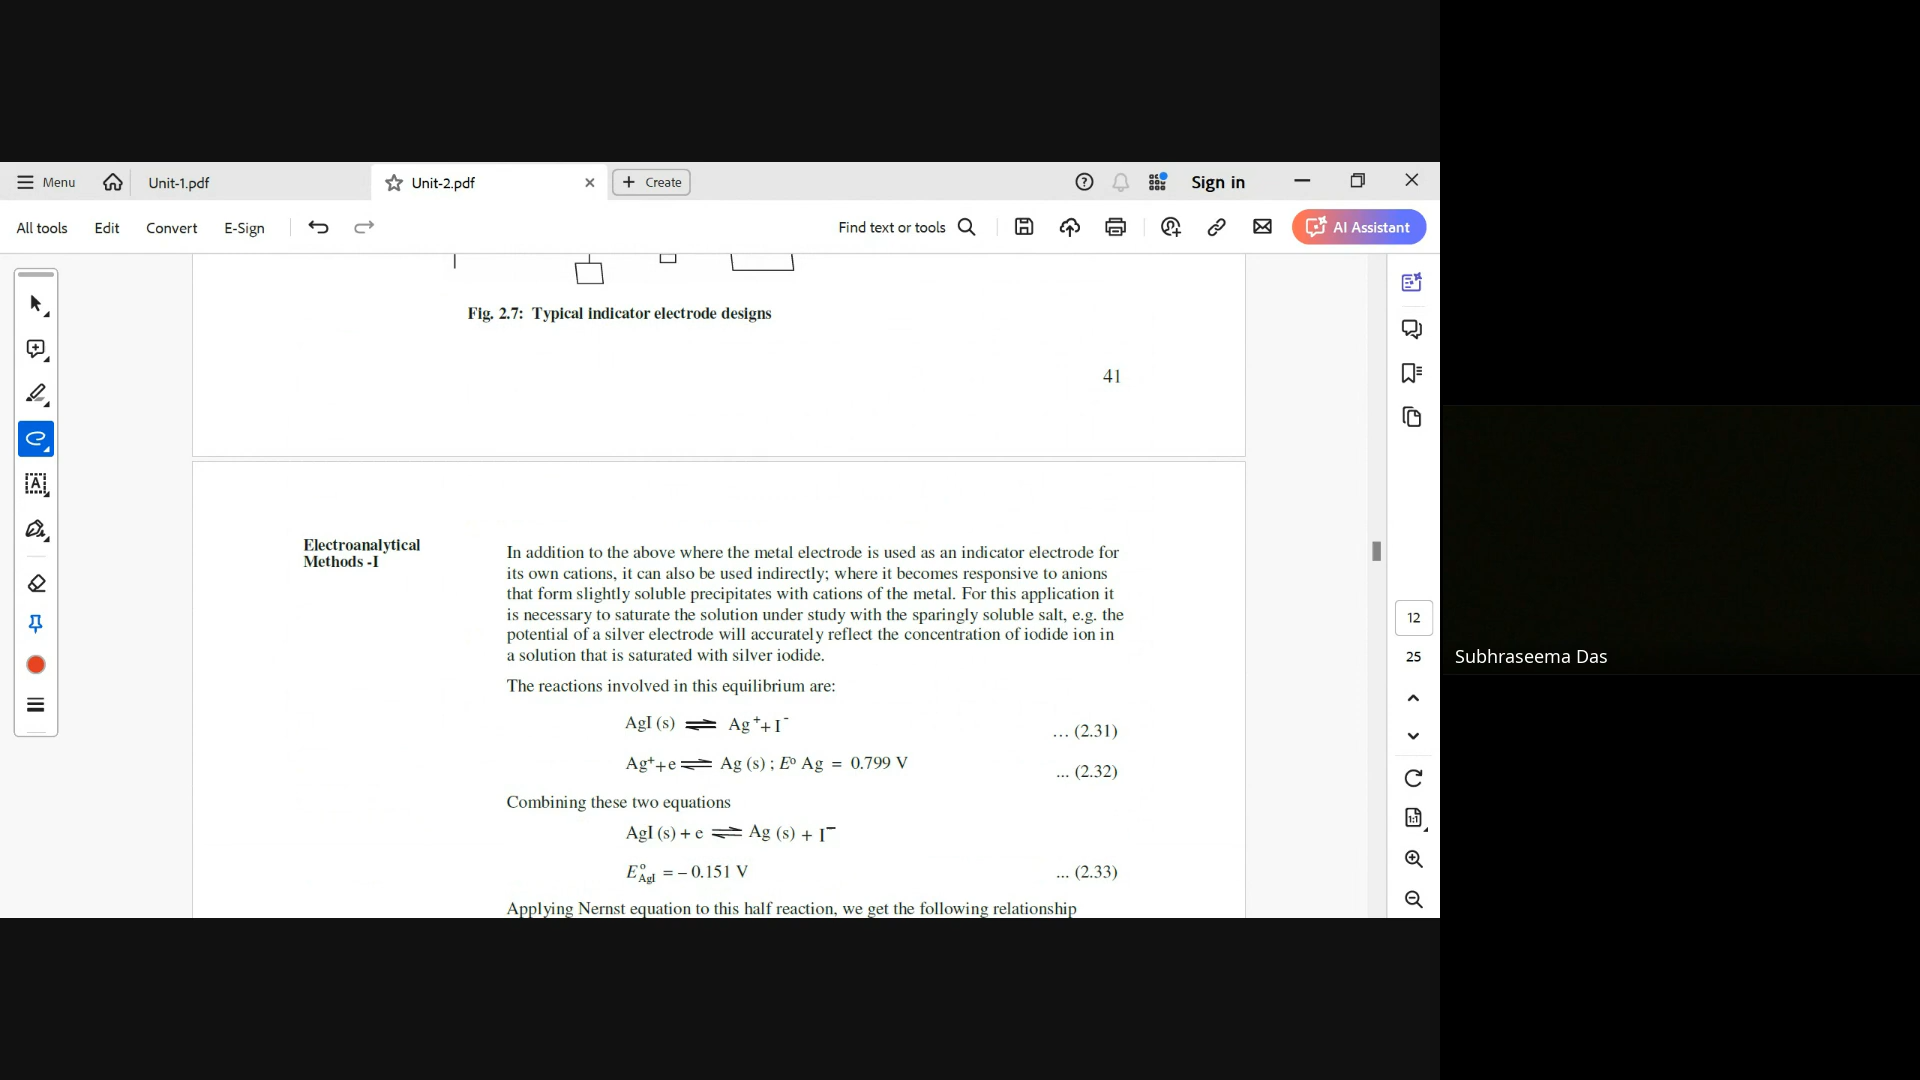 Menu
Unit-1.pdf
Unit-2.pdf
Create
Sign in
All tools
Edit
Convert
E-Sign
Find text or tools
AI Assistant
Fig. 2.7: Typical indicator electrode designs
41
Electroanalytical
Methods -I
In addition to the above where the metal electrode is used as an indicator electrode for
its own cations, it can also be used indirectly; where it becomes responsive to anions
that form slightly soluble precipitates with cations of the metal. For this application it
is necessary to saturate the solution under study with the sparingly soluble salt, e.g. the
potential of a silver electrode will accurately reflect the concentration of iodide ion in
a solution that is saturated with silver iodide.
The reactions involved in this equilibrium are:
AgI (s) ⇌ Ag⁺ + I⁻ … (2.31)
Ag⁺ + e ⇌ Ag (s) ; Eº Ag = 0.799 V ... (2.32)
Combining these two equations
AgI (s) + e ⇌ Ag (s) + I⁻
E°AgI = – 0.151 V ... (2.33)
Applying Nernst equation to this half reaction, we get the following relationship
12
25
Subhraseema Das